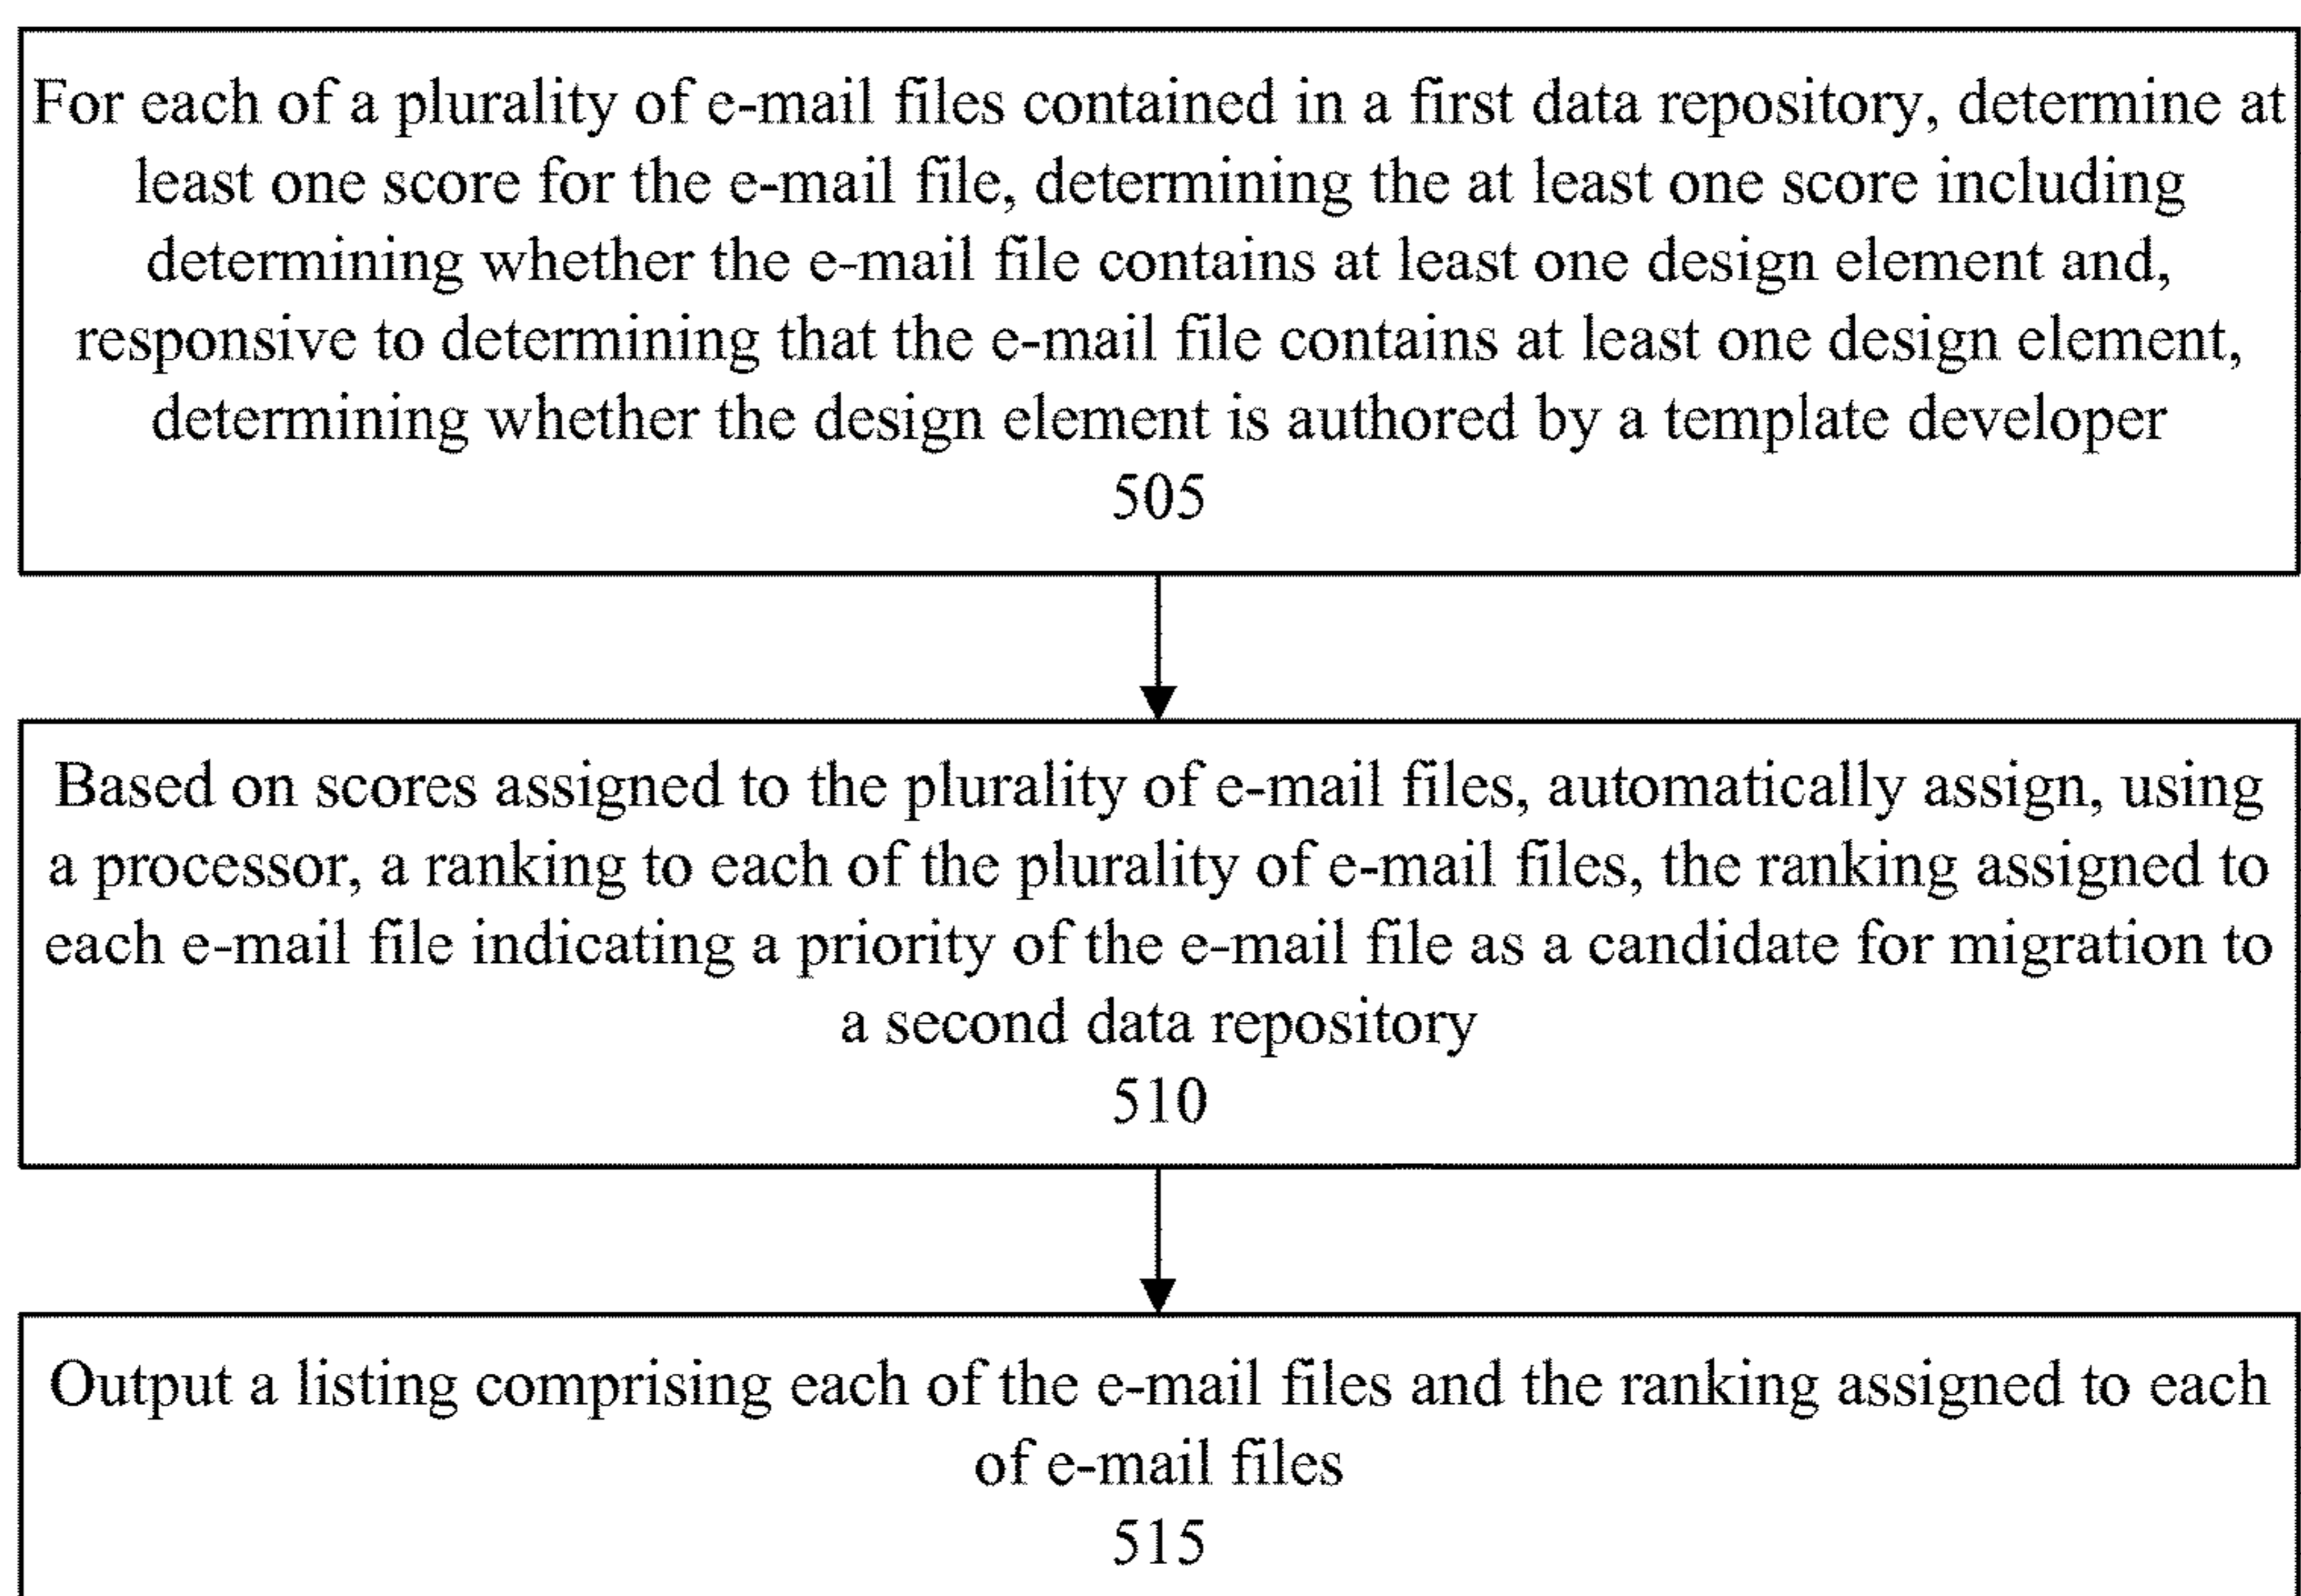 For each of a plurality of e-mail files contained in a first data repository, determine at
least one score for the e-mail file, determining the at least one score including
determining whether the e-mail file contains at least one design element and,
responsive to determining that the e-mail file contains at least one design element,
determining whether the design element is authored by a template developer
505
Based on scores assigned to the plurality of e-mail files, automatically assign, using
a processor, a ranking to each of the plurality of e-mail files, the ranking assigned to
each e-mail file indicating a priority of the e-mail file as a candidate for migration to
a second data repository
510
Output a listing comprising each of the e-mail files and the ranking assigned to each
of e-mail files
515